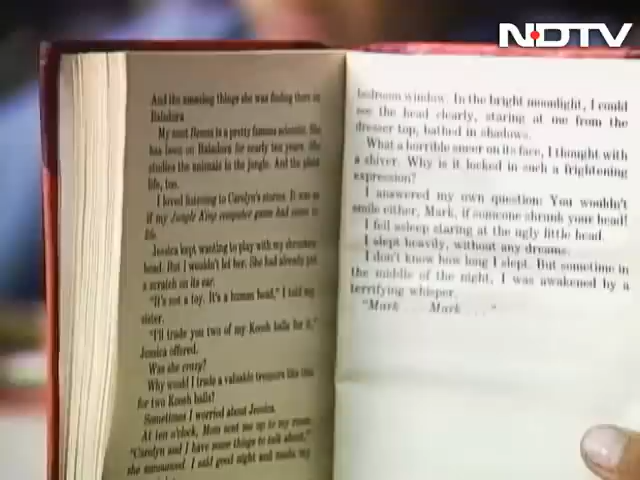 NDTV
And the amazing things she was finding there on
Baladora
My aunt Benna is a pretty famous scientist. She
has been on Baladora for nearly ten years. She
studies the animals in the jungle. And the plant
life, too.
I loved listening to Carolyn's stories. It was as
if my Jungle King computer game had come to
life.
Jessica kept wanting to play with my shrunken
head. But I wouldn't let her. She had already put
a scratch on its ear.
"It's not a toy. It's a human head," I told my
sister.
"I'll trade you two of my Koosh balls for it,"
Jessica offered.
Was she crazy?
Why would I trade a valuable treasure like this
for two Koosh balls?
Sometimes I worried about Jessica.
At ten o'clock, Mom sent me up to my room.
"Carolyn and I have some things to talk about,"
she announced. I said good night and made my
bedroom window. In the bright moonlight, I could
see the head clearly, staring at me from the
dresser top, bathed in shadows.
What a horrible sneer on its face, I thought with
a shiver. Why is it locked in such a frightening
expression?
I answered my own question: You wouldn't
smile either, Mark, if someone shrunk your head!
I fell asleep staring at the ugly little head.
I slept heavily, without any dreams.
I don't know how long I slept. But sometime in
the middle of the night, I was awakened by a
terrifying whisper.
"Mark . . . Mark . . ."